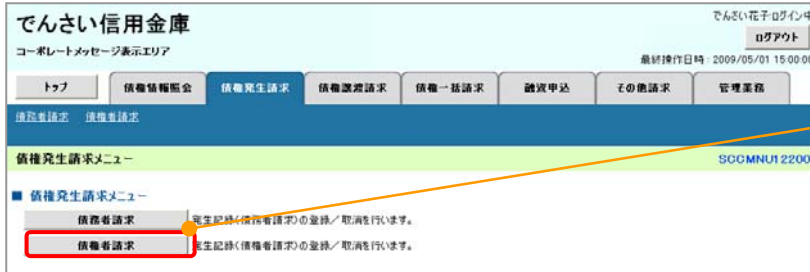 でんさい信用金庫
でんさい花子ログイン中
ログアウト
コーポレートメッセージ表示エリア
最終操作日時:2009/05/01 15:00:00
トップ 債権情報照会 債権発生請求 債権譲渡請求 債権一括請求 融資申込 その他請求 管理業務
債務者請求 債権者請求
債権発生請求メニュー SCCMNU12200
■ 債権発生請求メニュー
債務者請求 発生記録(債務者請求)の登録/取消を行います。
債権者請求 発生記録(債権者請求)の登録/取消を行います。